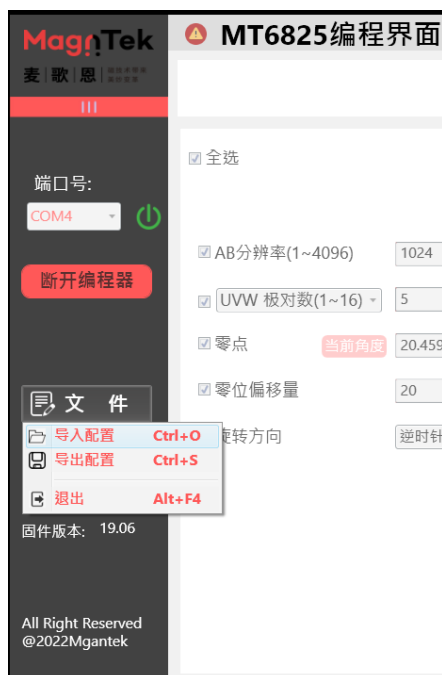 MagnTek
麦|歌|恩
MT6825编程界面
端口号:
COM4
断开编程器
文 件
导入配置 Ctrl+O
导出配置 Ctrl+S
退出 Alt+F4
固件版本: 19.06
All Right Reserved
@2022Mgantek
全选
AB分辨率(1~4096) 1024
UVW 极对数(1~16) 5
零点 当前角度 20.459
零位偏移量 20
旋转方向 逆时针